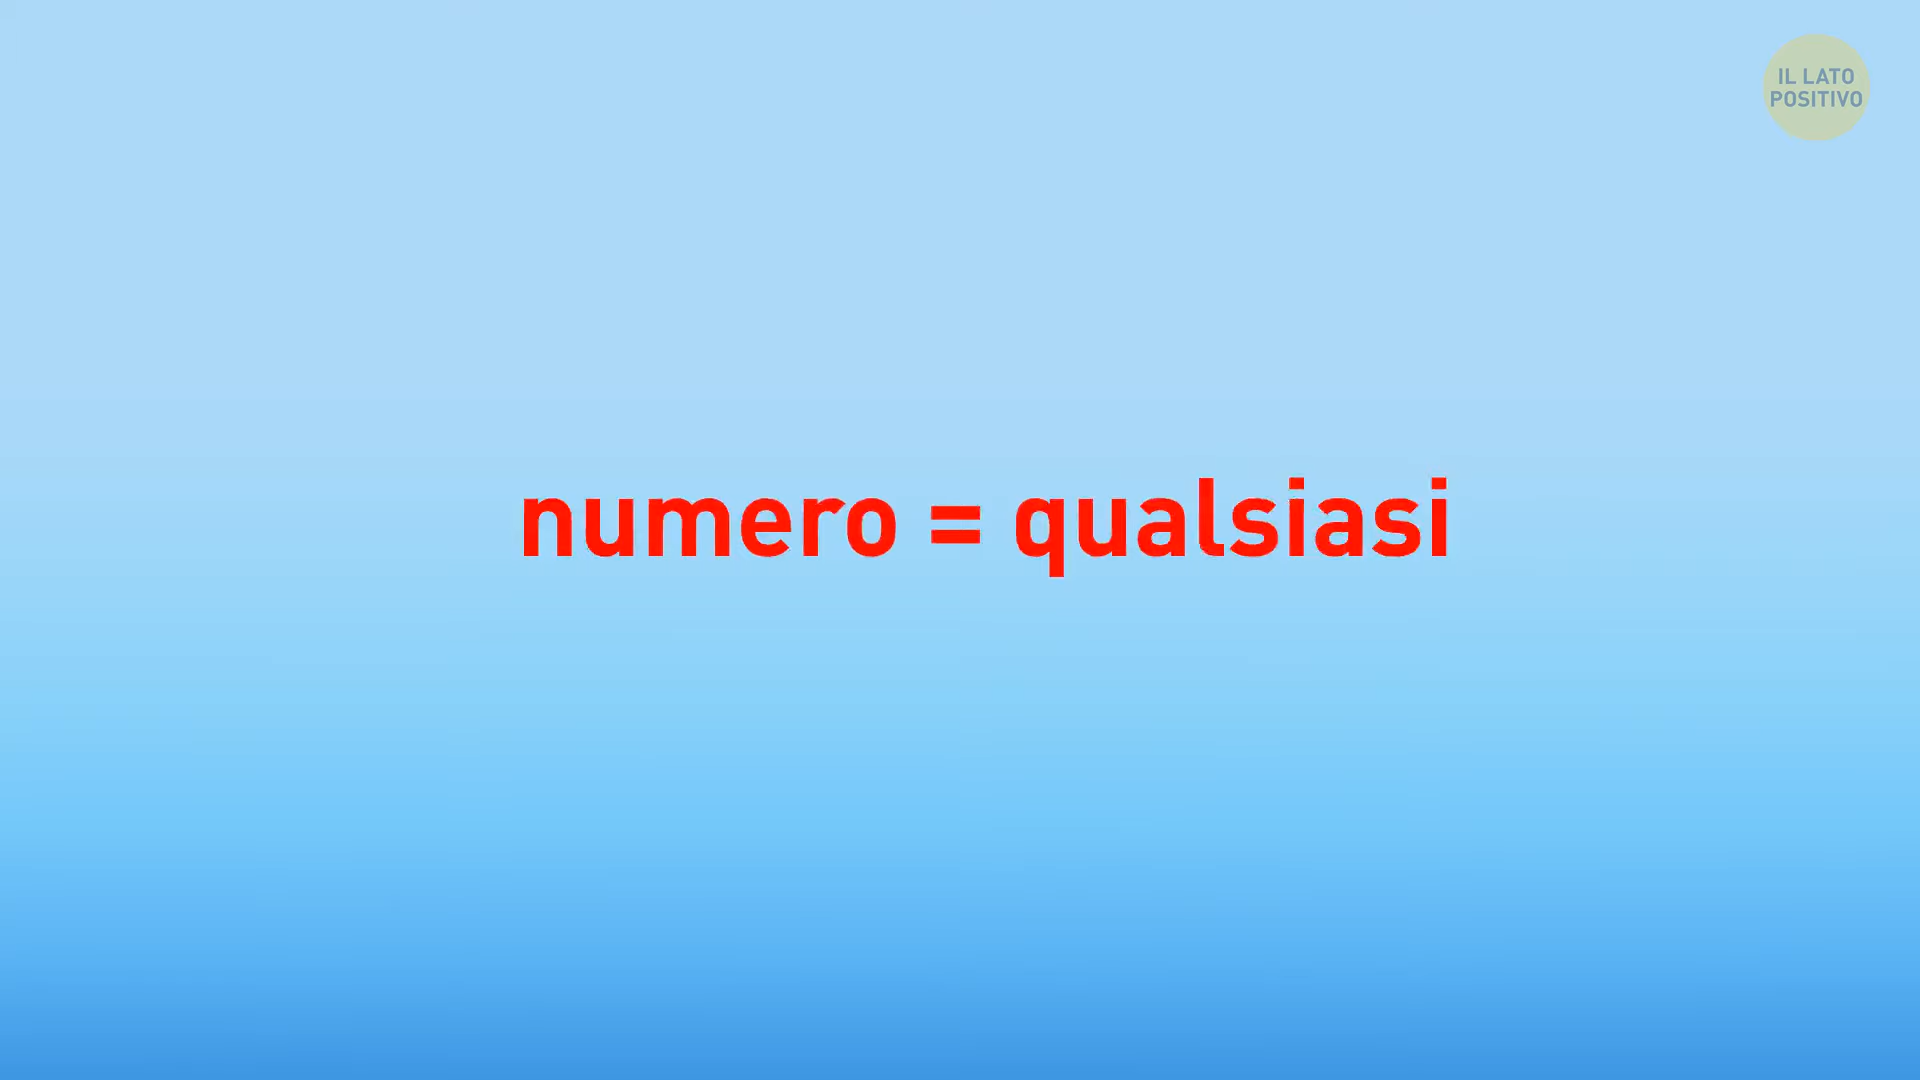 IL LATO
POSITIVO
numero = qualsiasi